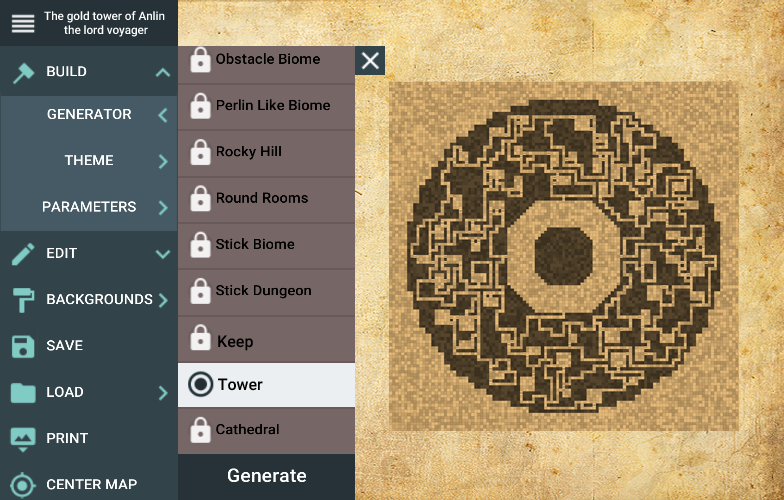 The gold tower of Anlin
the lord voyager
BUILD
GENERATOR
THEME
PARAMETERS
EDIT
BACKGROUNDS
SAVE
LOAD
PRINT
CENTER MAP
Obstacle Biome
Perlin Like Biome
Rocky Hill
Round Rooms
Stick Biome
Stick Dungeon
Keep
Tower
Cathedral
Generate